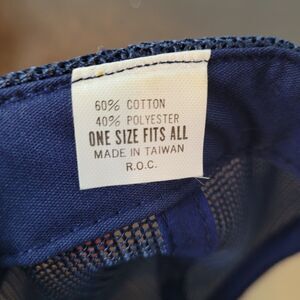 60% COTTON
40% POLYESTER
ONE SIZE FITS ALL
MADE IN TAIWAN
R.O.C.